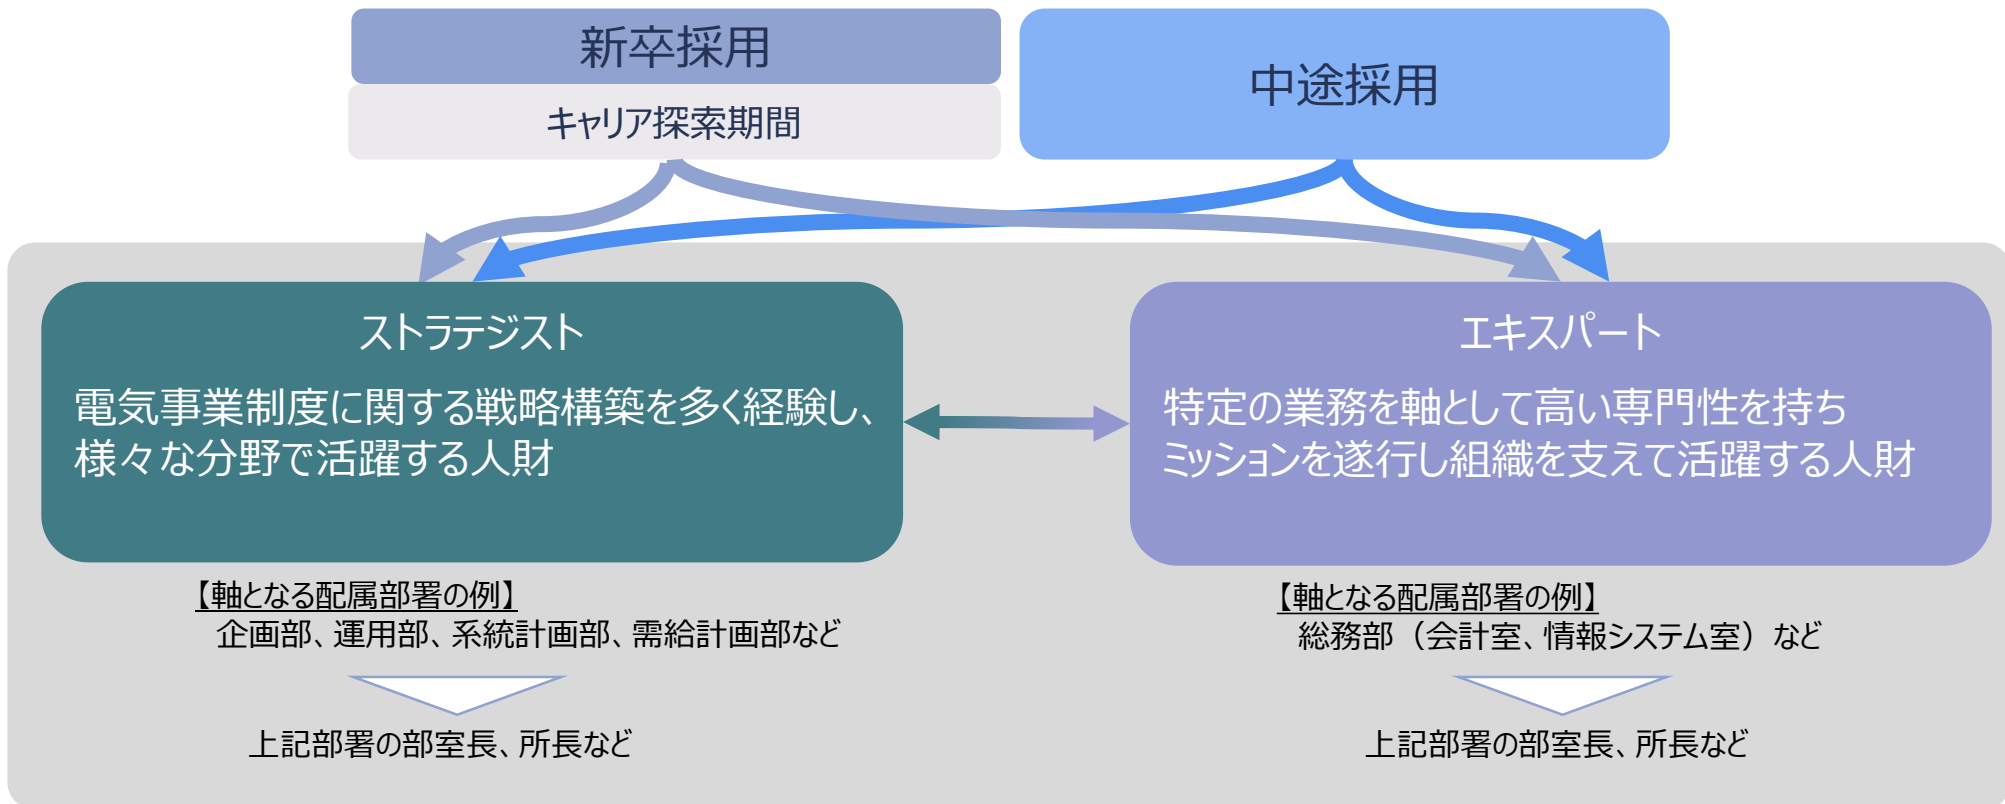 新卒採用
キャリア探索期間
中途採用
ストラテジスト
電気事業制度に関する戦略構築を多く経験し、
様々な分野で活躍する人財
エキスパート
特定の業務を軸として高い専門性を持ち
ミッションを遂行し組織を支えて活躍する人財
【軸となる配属部署の例】
企画部、運用部、系統計画部、需給計画部など
上記部署の部室長、所長など
【軸となる配属部署の例】
総務部（会計室、情報システム室）など
上記部署の部室長、所長など